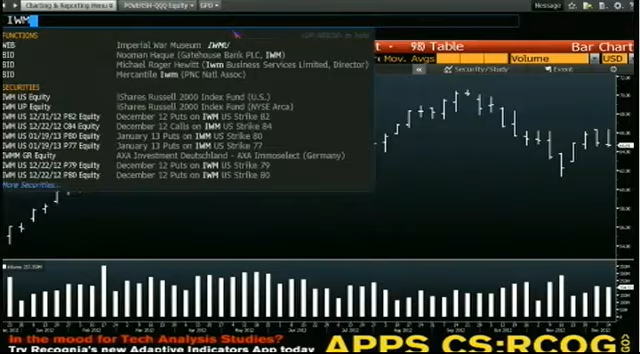 Charting & Reporting Menu POWERSH-QQQ Equity GPO Message
IWM
FUNCTIONS
WEB Imperial War Museum IWMU
BIO Nooman Haque (Gatehouse Bank PLC, IWM)
BIO Michael Roger Hewitt (Iwm Business Services Limited, Director)
BIO Mercantile Iwm (PNC Natl Assoc)
98) Table Bar Chart
Mov. Avgs Volume USD
Security/Study Event
SECURITIES
IWM US Equity iShares Russell 2000 Index Fund (U.S.)
IWM UP Equity iShares Russell 2000 Index Fund (NYSE Arca)
IWM US 12/31/12 P82 Equity December 12 Puts on IWM US Strike 82
IWM US 12/22/12 C84 Equity December 12 Calls on IWM US Strike 84
IWM US 01/19/13 P80 Equity January 13 Puts on IWM US Strike 80
IWM US 01/19/13 P77 Equity January 13 Puts on IWM US Strike 77
WMM GR Equity AXA Investment Deutschland - AXA Immoselect (Germany)
IWM US 12/22/12 P79 Equity December 12 Puts on IWM US Strike 79
IWM US 12/22/12 P80 Equity December 12 Puts on IWM US Strike 80
More Securities...
In the mood for Tech Analysis Studies?
Try Recognia's new Adaptive Indicators App today
APPS CS:RCOG